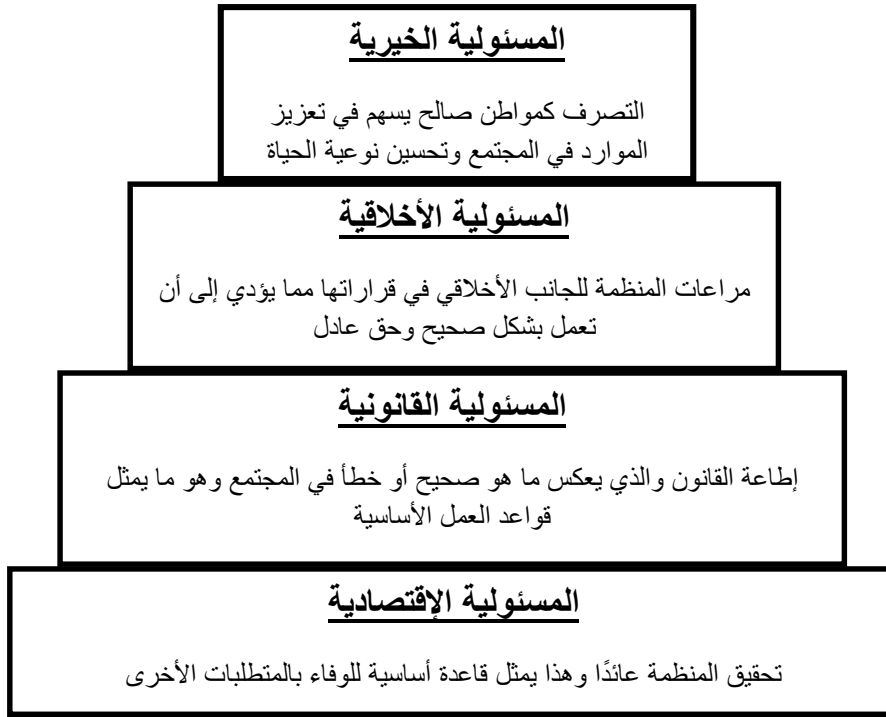 المسئولية الخيرية
التصرف كمواطن صالح يسهم في تعزيز
الموارد في المجتمع وتحسين نوعية الحياة
المسئولية الأخلاقية
مراعات المنظمة للجانب الأخلاقي في قراراتها مما يؤدي إلى أن
تعمل بشكل صحيح وحق عادل
المسئولية القانونية
إطاعة القانون والذي يعكس ما هو صحيح أو خطأ في المجتمع وهو ما يمثل
قواعد العمل الأساسية
المسئولية الإقتصادية
تحقيق المنظمة عائدًا وهذا يمثل قاعدة أساسية للوفاء بالمتطلبات الأخرى